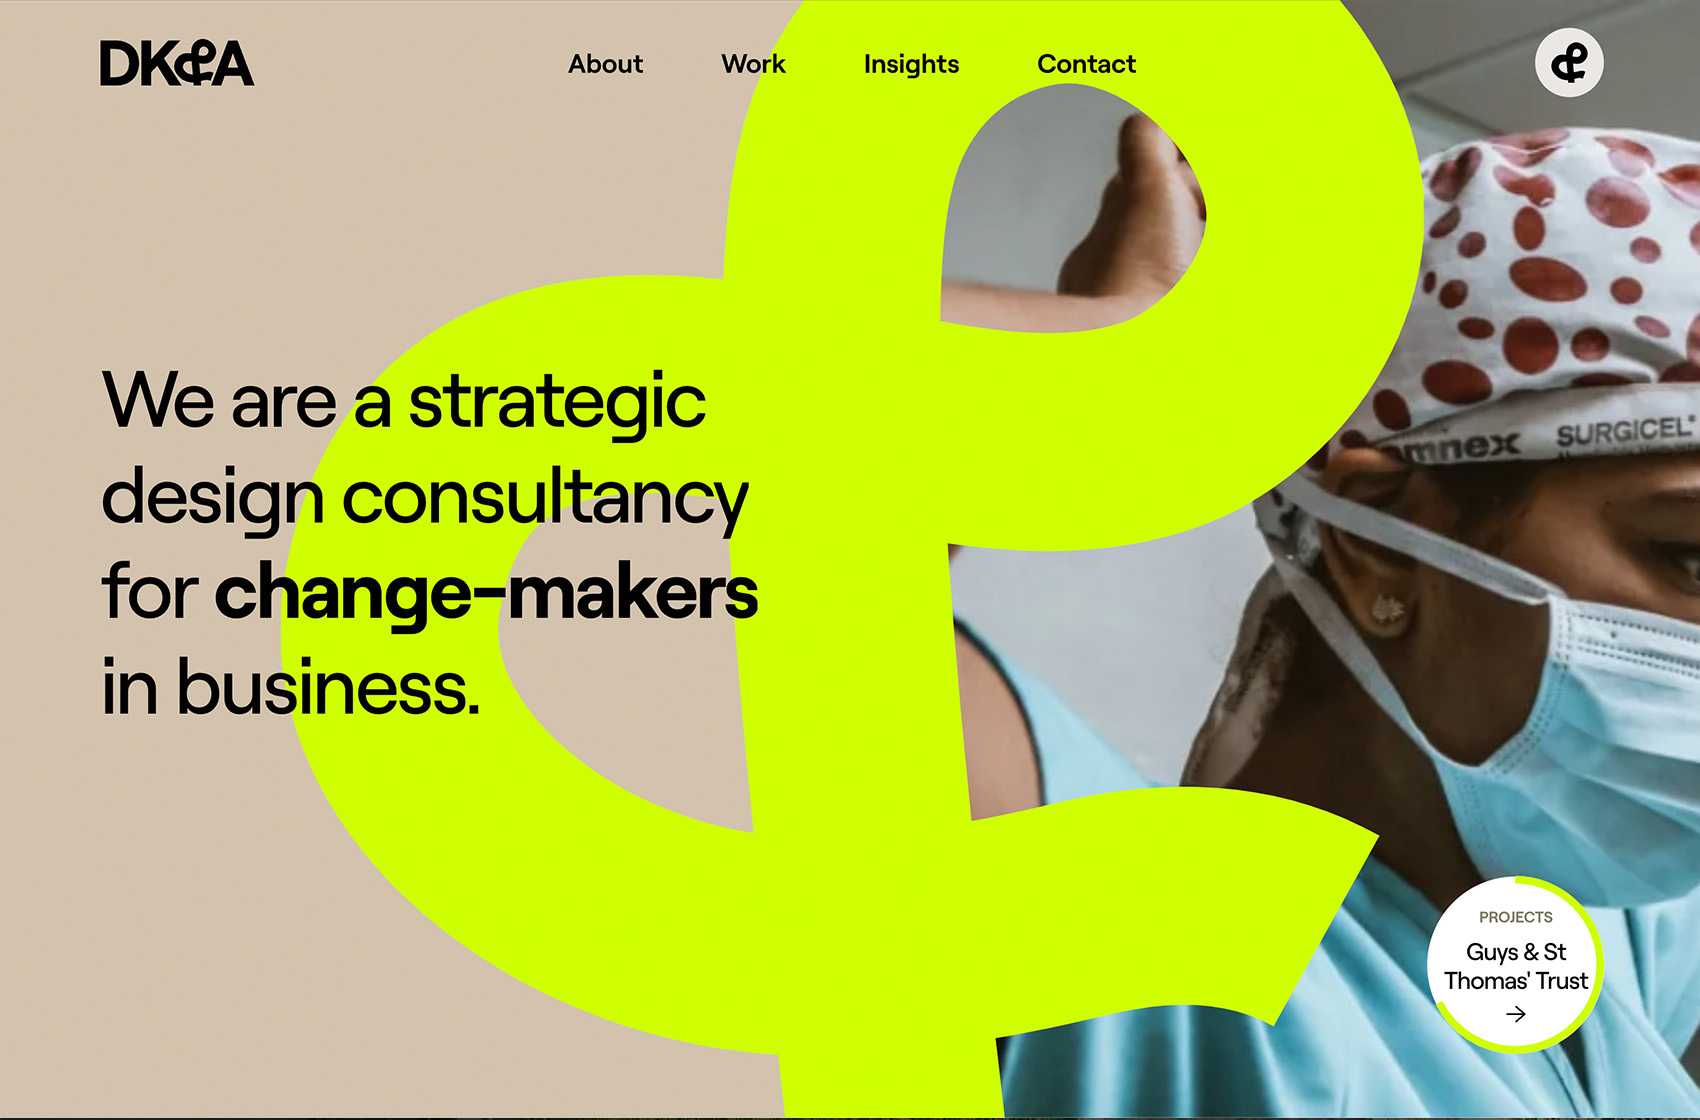 DK&A
About Work Insights Contact
&
We are a strategic
design consultancy
for change-makers
in business.
SURGICEL
PROJECTS
Guys & St
Thomas' Trust
→